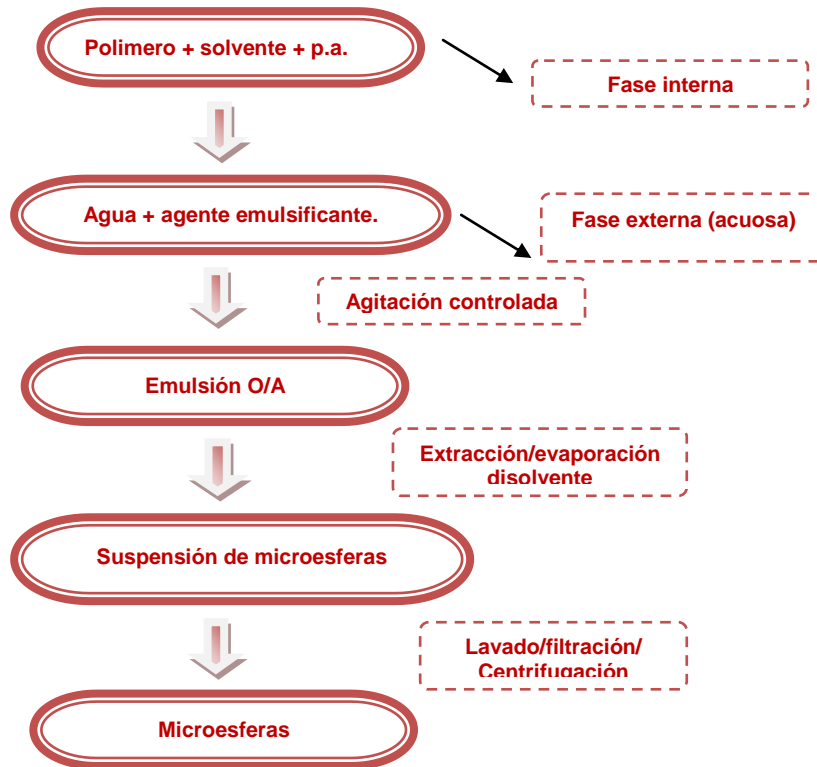 Polimero + solvente + p.a.
Fase interna
Agua + agente emulsificante.
Fase externa (acuosa)
Agitación controlada
Emulsión O/A
Extracción/evaporación
disolvente
Suspensión de microesferas
Lavado/filtración/
Centrifugación
Microesferas